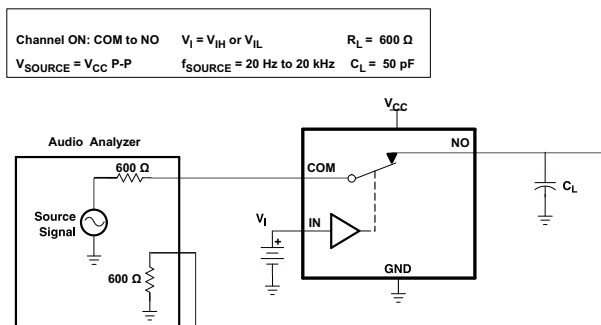 Channel ON: COM to NO V_I = V_IH or V_IL R_L = 600 Ω
V_SOURCE = V_CC P-P f_SOURCE = 20 Hz to 20 kHz C_L = 50 pF
V_CC
Audio Analyzer
NO
600 Ω
COM
C_L
Source
Signal
V_I
IN
+
600 Ω
GND